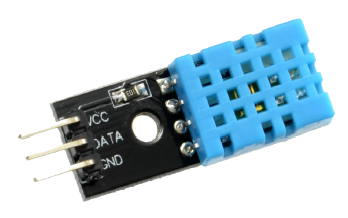 VCC
DATA
GND